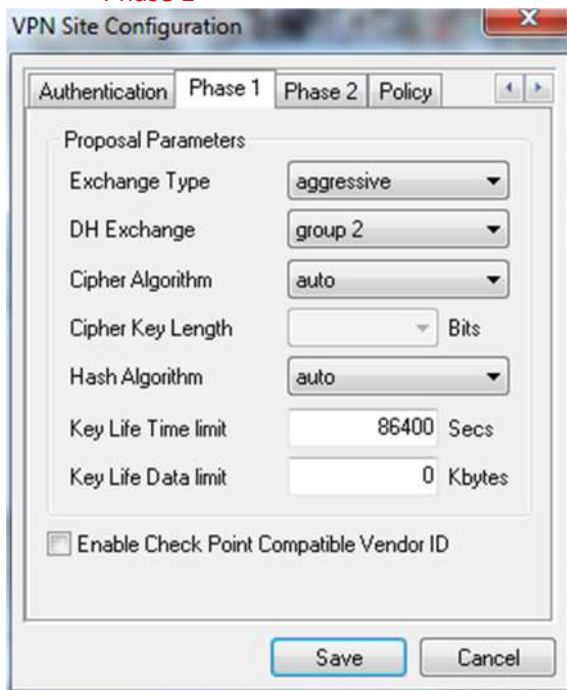 VPN Site Configuration
Authentication Phase 1 Phase 2 Policy
Proposal Parameters
Exchange Type aggressive
DH Exchange group 2
Cipher Algorithm auto
Cipher Key Length Bits
Hash Algorithm auto
Key Life Time limit 86400 Secs
Key Life Data limit 0 Kbytes
Enable Check Point Compatible Vendor ID
Save Cancel